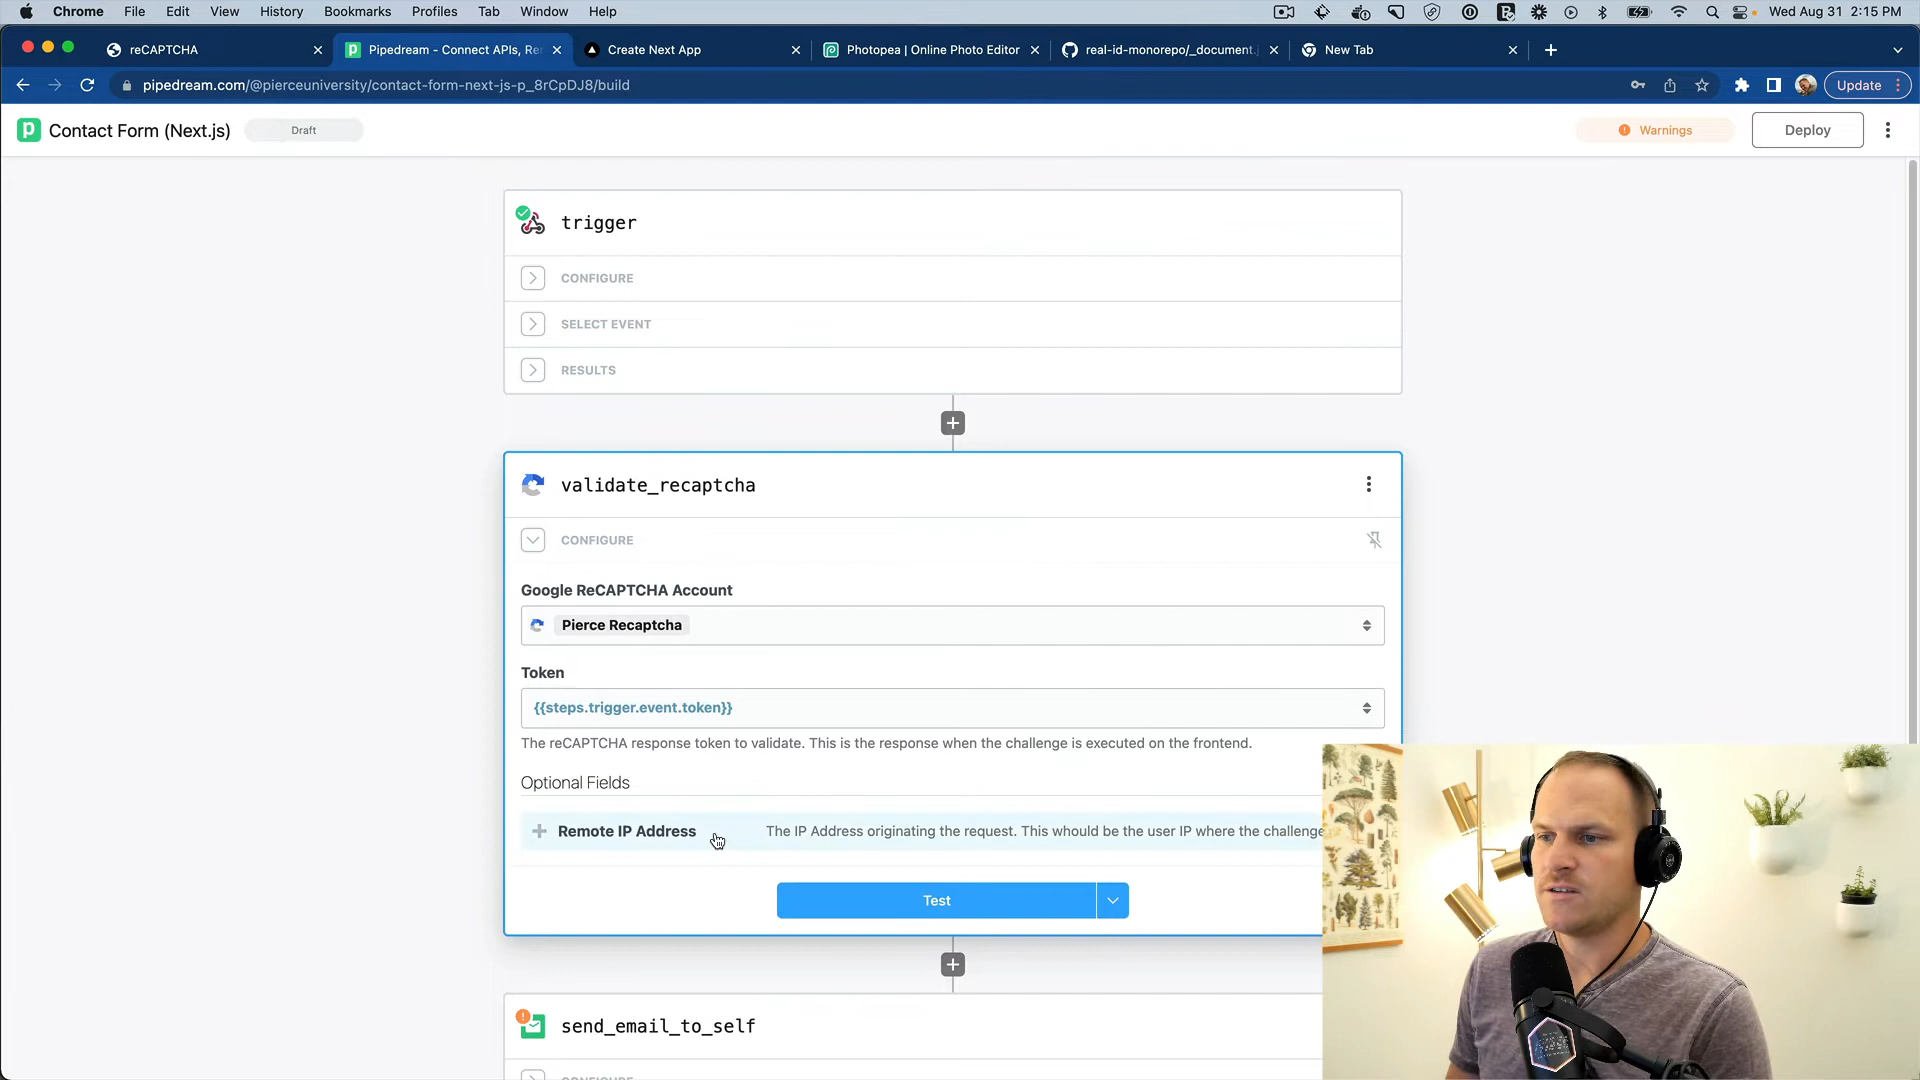 Chrome File Edit View History Bookmarks Profiles Tab Window Help Wed Aug 31 2:15 PM
reCAPTCHA Pipedream - Connect APIs, Re Create Next App Photopea | Online Photo Editor real-id-monorepo/_document. New Tab
pipedream.com/@pierceuniversity/contact-form-next-js-p_8rCpDJ8/build Update
Contact Form (Next.js) Draft Warnings Deploy
trigger
CONFIGURE
SELECT EVENT
RESULTS
validate_recaptcha
CONFIGURE
Google ReCAPTCHA Account
Pierce Recaptcha
Token
{{steps.trigger.event.token}}
The reCAPTCHA response token to validate. This is the response when the challenge is executed on the frontend.
Optional Fields
Remote IP Address The IP Address originating the request. This whould be the user IP where the challenge
Test
send_email_to_self
CONFIGURE